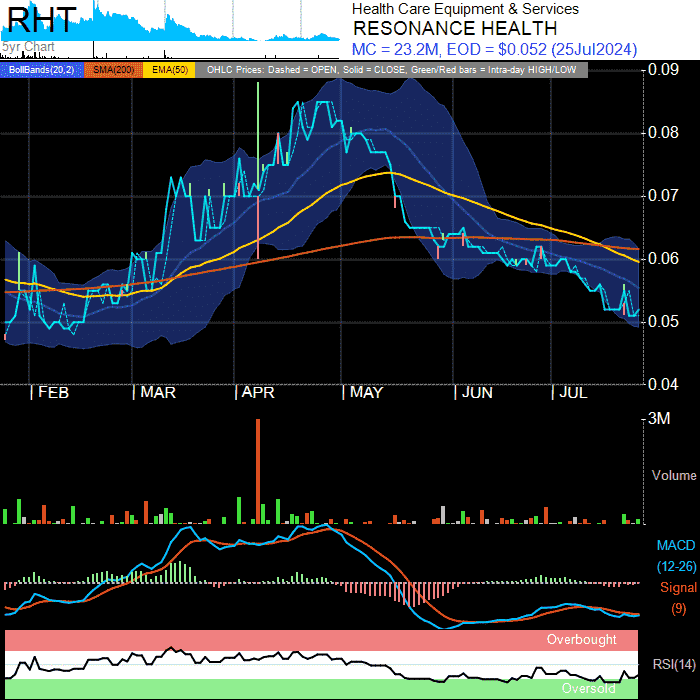 RHT
5yr Chart
Health Care Equipment & Services
RESONANCE HEALTH
MC = 23.2M, EOD = $0.052 (25Jul2024)
BollBands(20,2) SMA(200) EMA(50) OHLC Prices: Dashed = OPEN, Solid = CLOSE, Green/Red bars = Intra-day HIGH/LOW
0.09
0.08
0.07
0.06
0.05
0.04
| FEB | MAR | APR | MAY | JUN | JUL
3M
Volume
MACD
(12-26)
Signal
(9)
Overbought
RSI(14)
Oversold